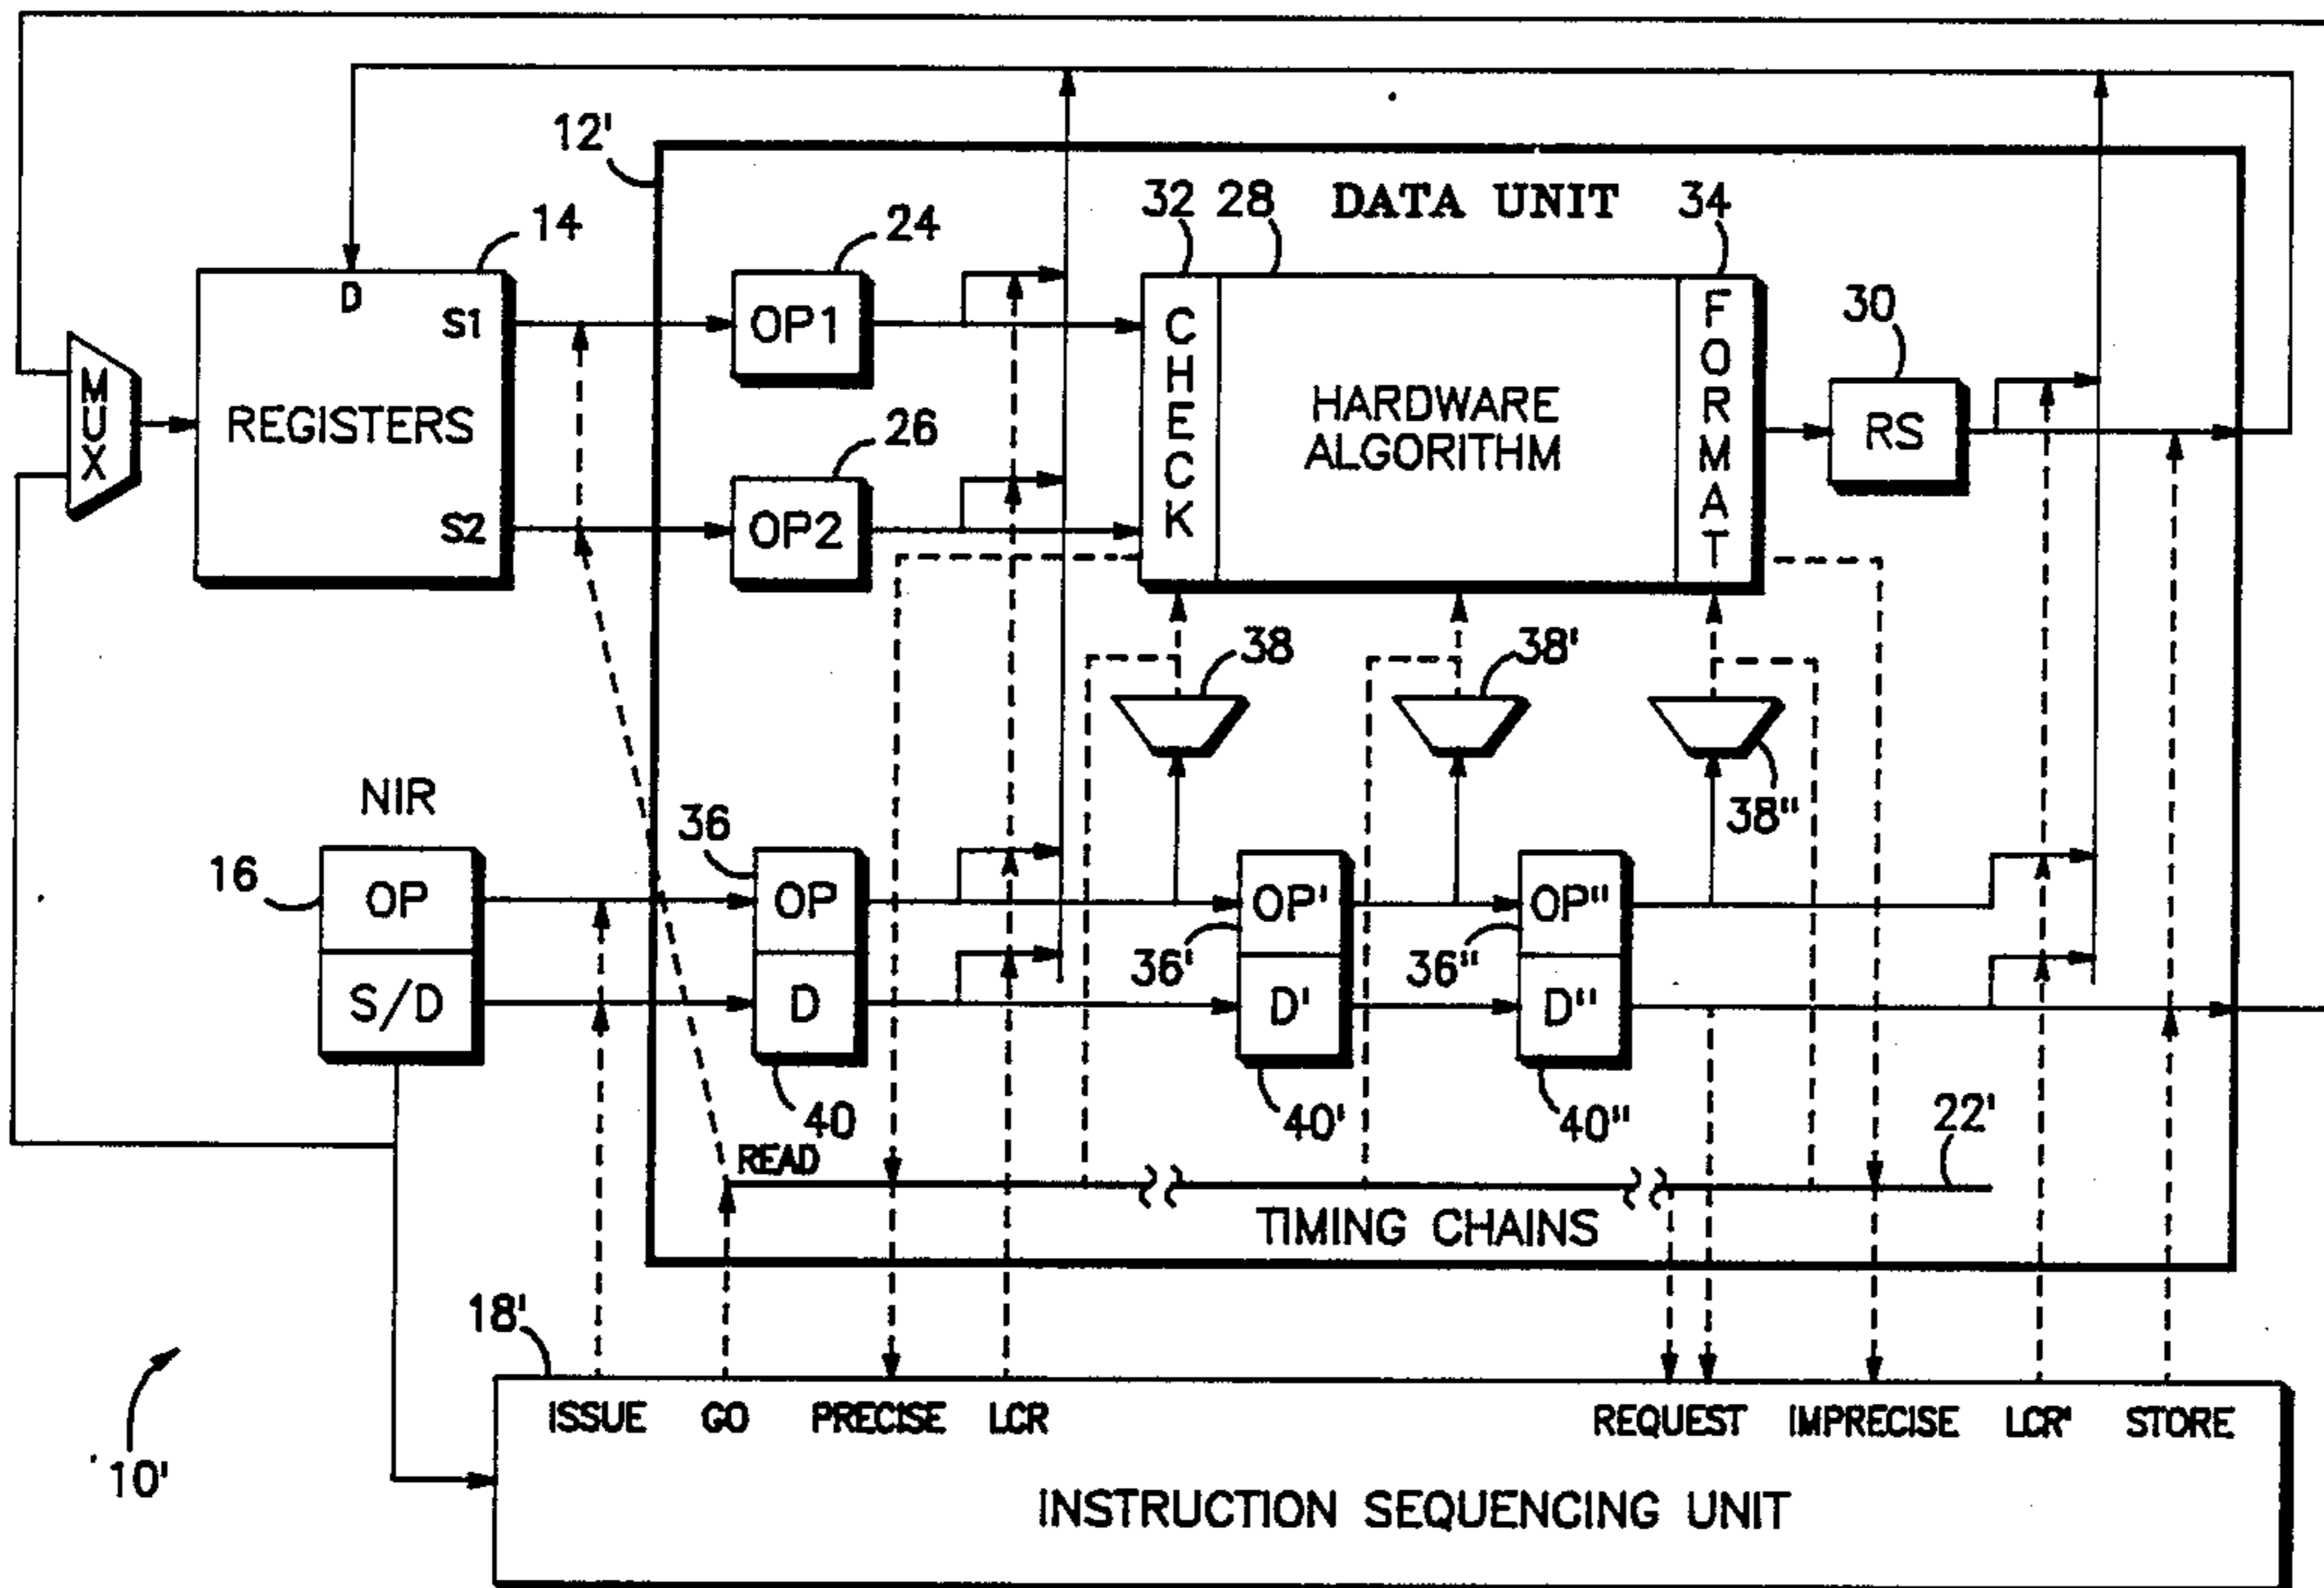 12'
32 28 DATA UNIT 34
14
24
D
S1
OP1
CHECK
FORMAT
30
MUX
REGISTERS
HARDWARE
ALGORITHM
RS
26
S2
OP2
38
38'
38"
NIR
16
OP
S/D
36
OP
D
40
36'
OP'
D'
40'
36"
OP"
D"
40"
22'
READ
TIMING CHAINS
18'
ISSUE GO PRECISE LCR REQUEST IMPRECISE LCR' STORE
10'
INSTRUCTION SEQUENCING UNIT